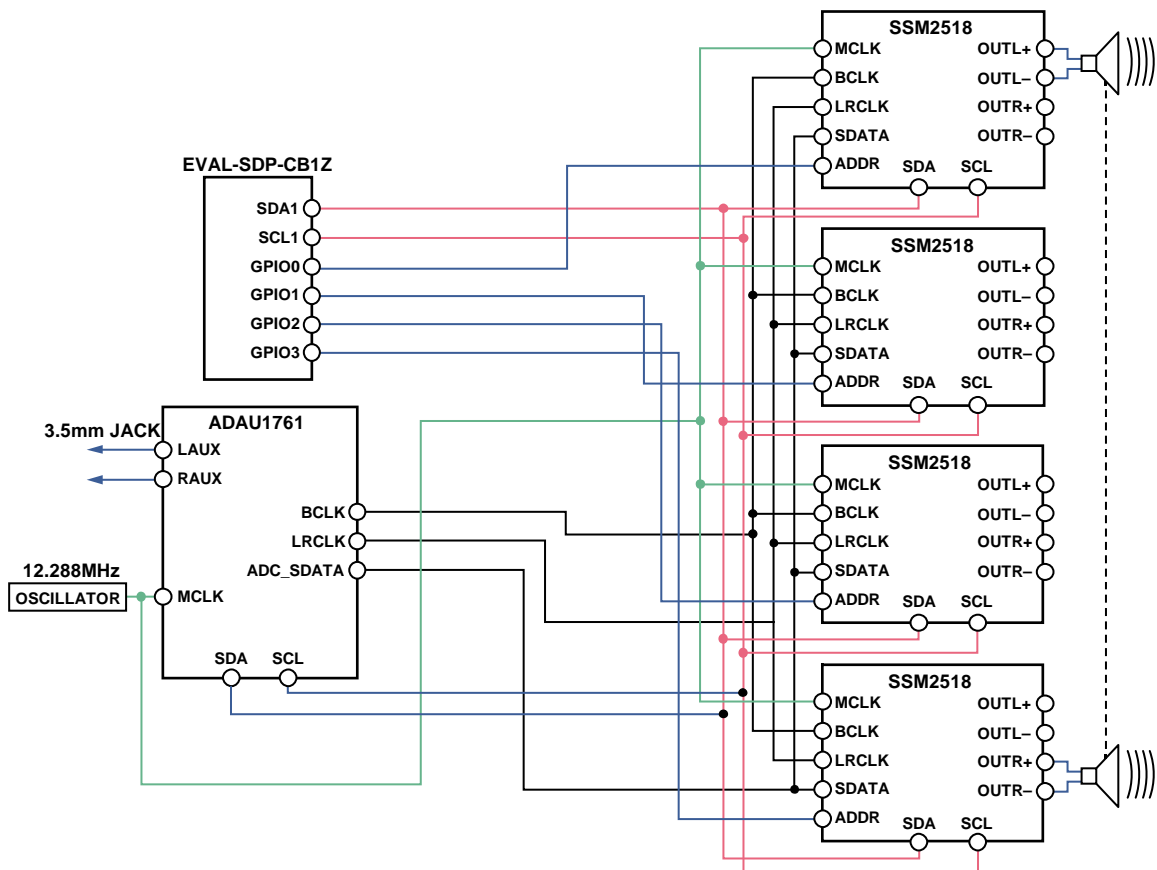 EVAL-SDP-CB1Z
SDA1
SCL1
GPIO0
GPIO1
GPIO2
GPIO3
ADAU1761
3.5mm JACK
LAUX
RAUX
BCLK
LRCLK
ADC_SDATA
12.288MHz
OSCILLATOR
MCLK
SDA SCL
SSM2518
MCLK OUTL+
BCLK OUTL–
LRCLK OUTR+
SDATA OUTR–
ADDR SDA SCL
SSM2518
MCLK OUTL+
BCLK OUTL–
LRCLK OUTR+
SDATA OUTR–
ADDR SDA SCL
SSM2518
MCLK OUTL+
BCLK OUTL–
LRCLK OUTR+
SDATA OUTR–
ADDR SDA SCL
SSM2518
MCLK OUTL+
BCLK OUTL–
LRCLK OUTR+
SDATA OUTR–
ADDR SDA SCL